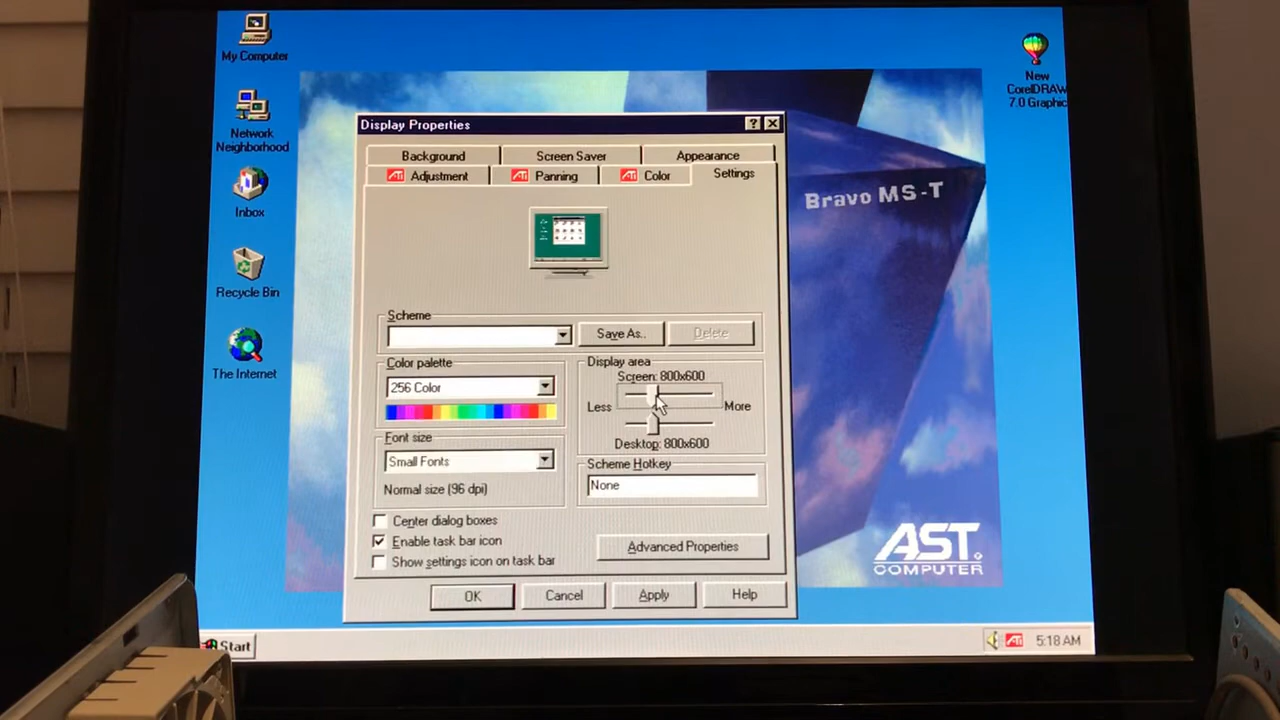 My Computer
Network
Neighborhood
Inbox
Recycle Bin
The Internet
New
CorelDRAW
7.0 Graphic
Bravo MS-T
AST
COMPUTER
Display Properties
Background
Screen Saver
Appearance
ATI Adjustment
ATI Panning
ATI Color
Settings
Scheme
Save As..
Delete
Color palette
256 Color
Font size
Small Fonts
Normal size (96 dpi)
Display area
Screen: 800x600
Less
More
Desktop: 800x600
Scheme Hotkey
None
Center dialog boxes
Enable task bar icon
Show settings icon on task bar
Advanced Properties
OK
Cancel
Apply
Help
Start
ATI
5:18 AM